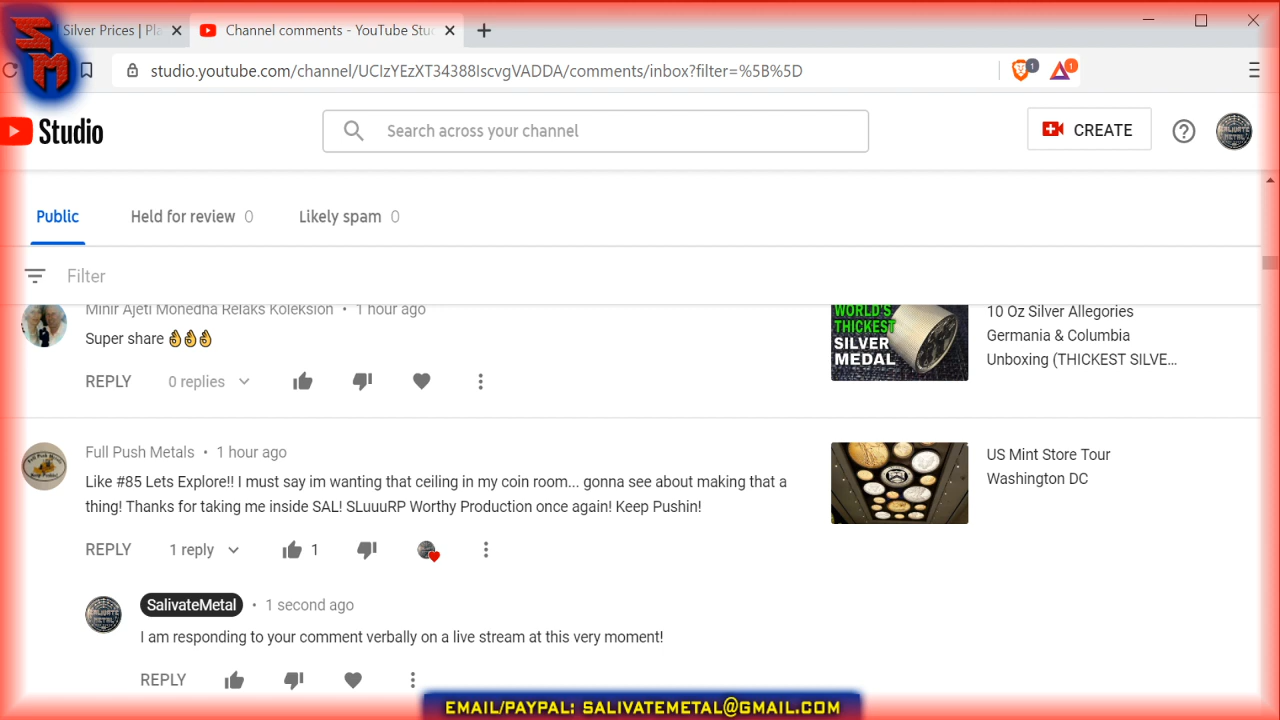 SM
Silver Prices | Pla
Channel comments - YouTube Stu
studio.youtube.com/channel/UCIzYEzXT34388IscvgVADDA/comments/inbox?filter=%5B%5D
1
1
Studio
Search across your channel
CREATE
Public
Held for review 0
Likely spam 0
Filter
Minir Ajeti Monedha Relaks Koleksion • 1 hour ago
Super share 👌👌👌
REPLY
0 replies
WORLD'S
THICKEST
SILVER
MEDAL
10 Oz Silver Allegories
Germania & Columbia
Unboxing (THICKEST SILVE...
Full Push Metals • 1 hour ago
Like #85 Lets Explore!! I must say im wanting that ceiling in my coin room... gonna see about making that a
thing! Thanks for taking me inside SAL! SLuuuRP Worthy Production once again! Keep Pushin!
REPLY
1 reply
1
US Mint Store Tour
Washington DC
SalivateMetal • 1 second ago
I am responding to your comment verbally on a live stream at this very moment!
REPLY
EMAIL/PAYPAL: SALIVATEMETAL@GMAIL.COM